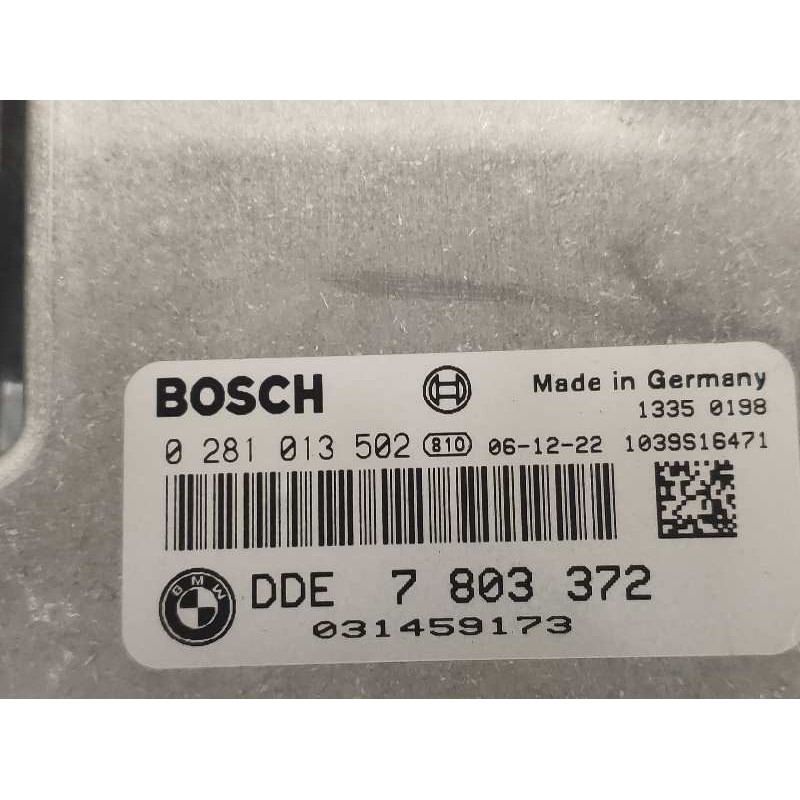 BOSCH
Made in Germany
1335 0198
0 281 013 502 810 06-12-22 1039S16471
BMW DDE 7 803 372
031459173